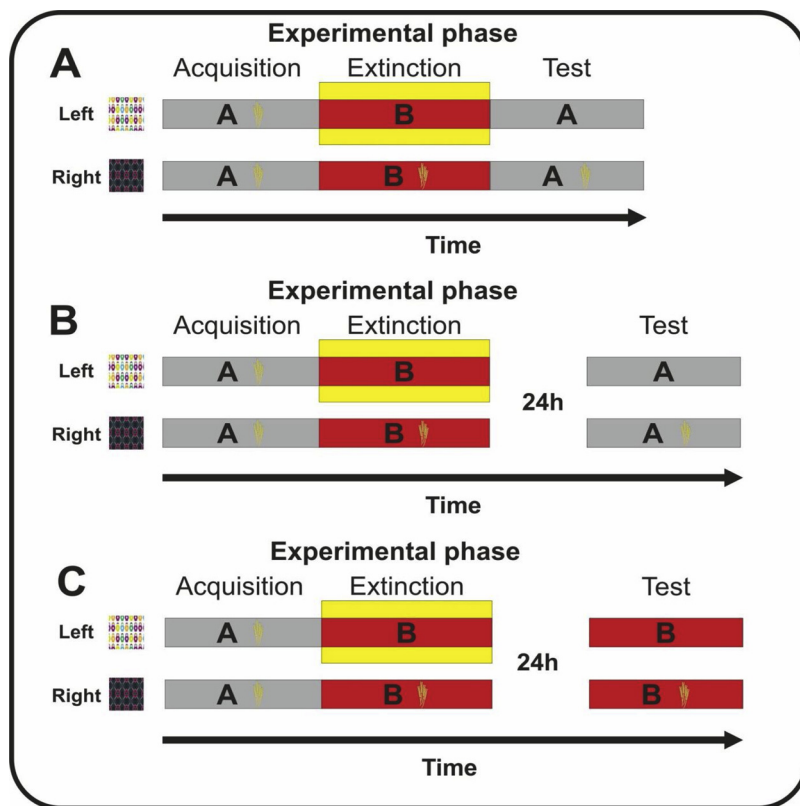 Experimental phase
A
Acquisition Extinction Test
Left A B A
Right A B A
Time
Experimental phase
B
Acquisition Extinction Test
Left A B A
24h
Right A B A
Time
Experimental phase
C
Acquisition Extinction Test
Left A B B
24h
Right A B B
Time